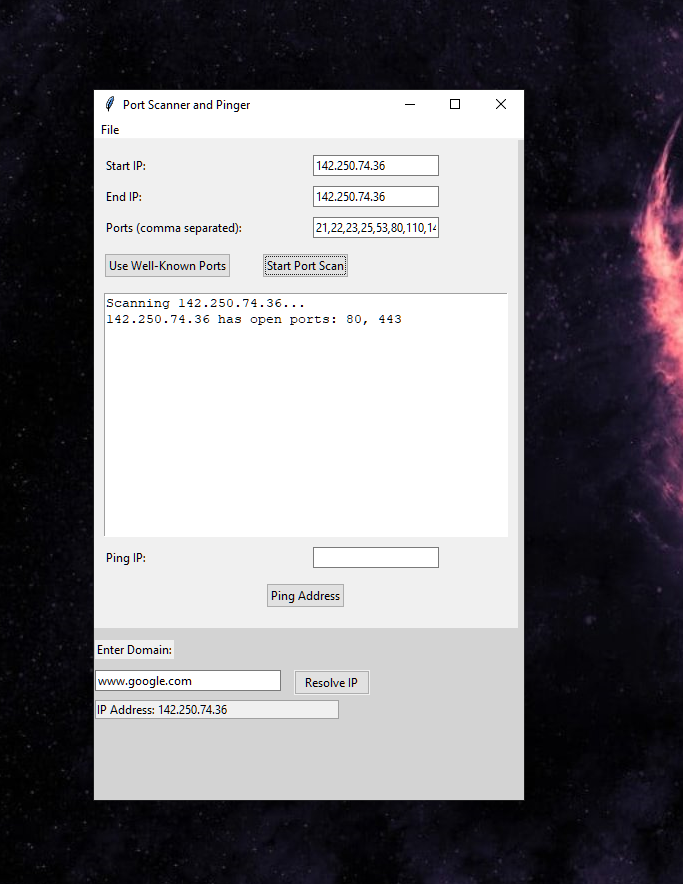 Port Scanner and Pinger
File
Start IP: 142.250.74.36
End IP: 142.250.74.36
Ports (comma separated): 21,22,23,25,53,80,110,14
Use Well-Known Ports Start Port Scan
Scanning 142.250.74.36...
142.250.74.36 has open ports: 80, 443
Ping IP:
Ping Address
Enter Domain:
www.google.com Resolve IP
IP Address: 142.250.74.36